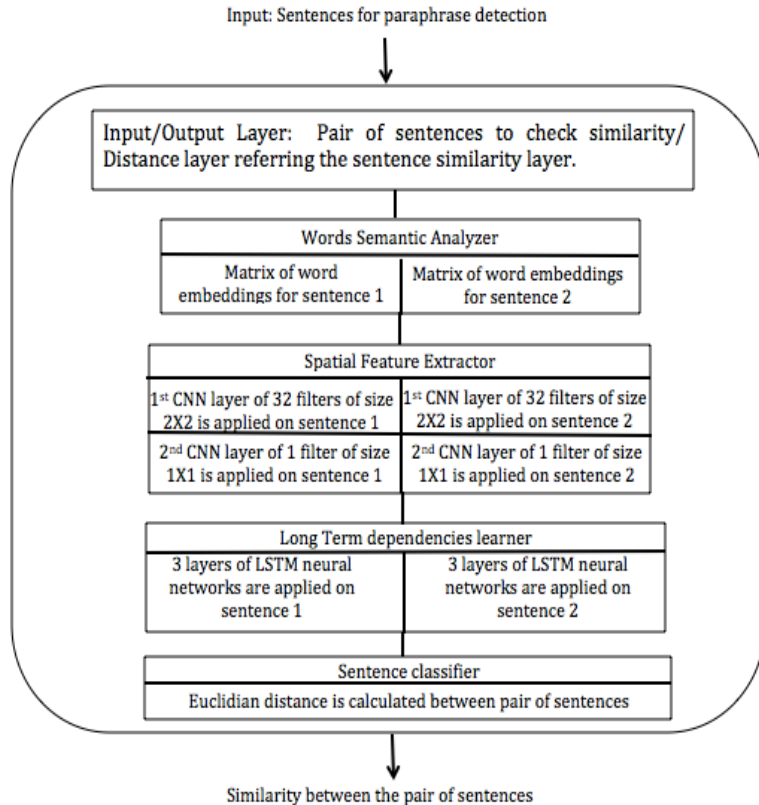 Input: Sentences for paraphrase detection
Input/Output Layer: Pair of sentences to check similarity/
Distance layer referring the sentence similarity layer.
Words Semantic Analyzer
Matrix of word
embeddings for sentence 1
Matrix of word embeddings
for sentence 2
Spatial Feature Extractor
1st CNN layer of 32 filters of size
2X2 is applied on sentence 1
1st CNN layer of 32 filters of size
2X2 is applied on sentence 2
2nd CNN layer of 1 filter of size
1X1 is applied on sentence 1
2nd CNN layer of 1 filter of size
1X1 is applied on sentence 2
Long Term dependencies learner
3 layers of LSTM neural
networks are applied on
sentence 1
3 layers of LSTM neural
networks are applied on
sentence 2
Sentence classifier
Euclidian distance is calculated between pair of sentences
Similarity between the pair of sentences